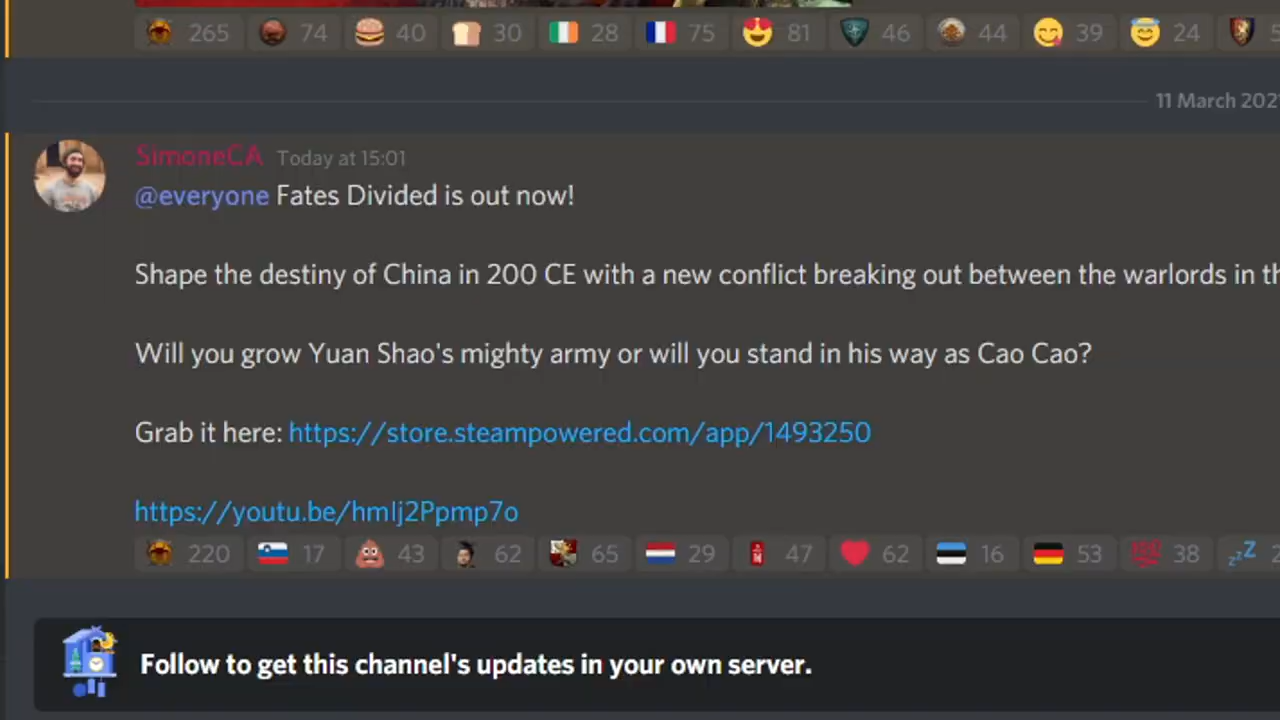 265 74 40 30 28 75 81 46 44 39 24
11 March 202
SimoneCA Today at 15:01
@everyone Fates Divided is out now!
Shape the destiny of China in 200 CE with a new conflict breaking out between the warlords in th
Will you grow Yuan Shao's mighty army or will you stand in his way as Cao Cao?
Grab it here: https://store.steampowered.com/app/1493250
https://youtu.be/hmlj2Ppmp7o
220 17 43 62 65 29 47 62 16 53 38
Follow to get this channel's updates in your own server.